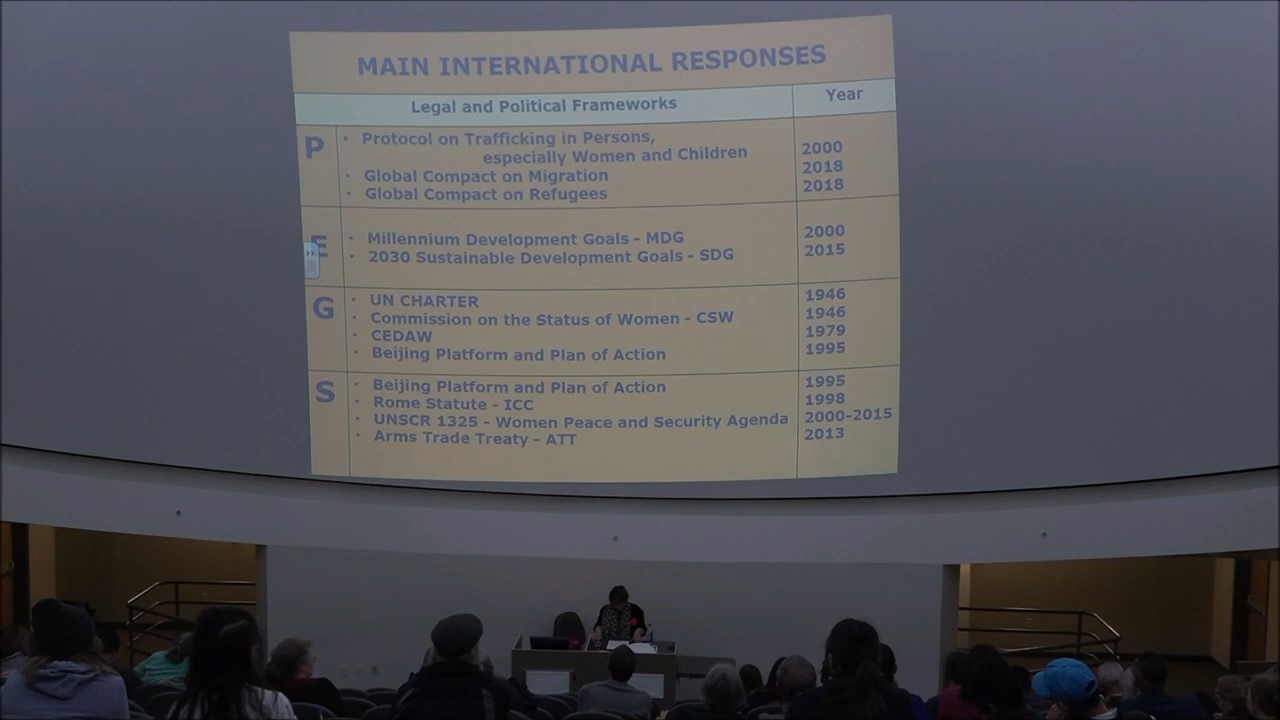 MAIN INTERNATIONAL RESPONSES
Legal and Political Frameworks Year
P
• Protocol on Trafficking in Persons,
especially Women and Children 2000
• Global Compact on Migration 2018
• Global Compact on Refugees 2018
E
• Millennium Development Goals - MDG 2000
• 2030 Sustainable Development Goals - SDG 2015
G
• UN CHARTER 1946
• Commission on the Status of Women - CSW 1946
• CEDAW 1979
• Beijing Platform and Plan of Action 1995
S
• Beijing Platform and Plan of Action 1995
• Rome Statute - ICC 1998
• UNSCR 1325 - Women Peace and Security Agenda 2000-2015
• Arms Trade Treaty - ATT 2013